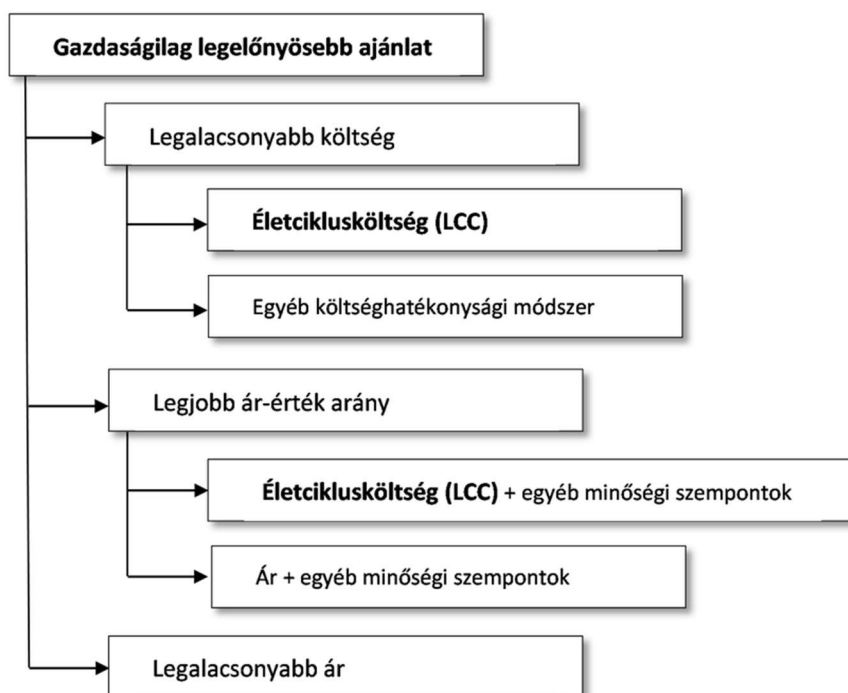 Gazdaságilag legelőnyösebb ajánlat
Legalacsonyabb költség
Életciklusköltség (LCC)
Egyéb költséghatékonysági módszer
Legjobb ár-érték arány
Életciklusköltség (LCC) + egyéb minőségi szempontok
Ár + egyéb minőségi szempontok
Legalacsonyabb ár